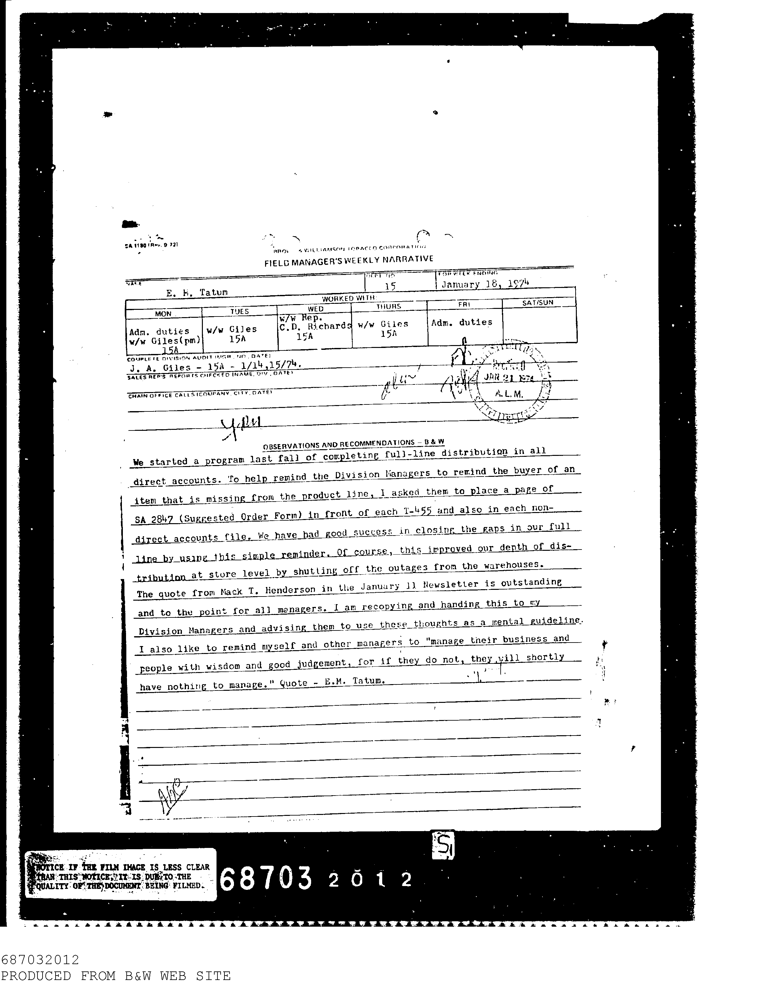 SA 1180 (Rev. 9 72)
WILLIAMSON TOBACCO CORPORATION
FIELD MANAGER'S WEEKLY NARRATIVE
NAME
DEPT. NO.
FOR WEEK ENDING
E. M. Tatum
15
January 18, 1974
WORKED WITH
MON
TUES
WED
THURS
FRI
SAT/SUN
Adm. duties
w/w Giles(pm)
15A
w/w Giles
15A
w/w Rep.
C.D. Richards
15A
w/w Giles
15A
Adm. duties
COMPLETE DIVISION AUDIT (MGR. NO. DATE)
J. A. Giles - 15A - 1/14,15/74.
SALES REPS. REPORTS CHECKED (NAME, DIV., DATE)
CHAIN OFFICE CALLS (COMPANY, CITY, DATE)
JAN 21 1974
A.L.M.
OBSERVATIONS AND RECOMMENDATIONS - B & W
We started a program last fall of completing full-line distribution in all
direct accounts. To help remind the Division Managers to remind the buyer of an
item that is missing from the product line, I asked them to place a page of
SA 2847 (Suggested Order Form) in front of each T-455 and also in each non-
direct accounts file. We have had good success in closing the gaps in our full
line by using this simple reminder. Of course, this improved our depth of dis-
tribution at store level by shutting off the outages from the warehouses.
The quote from Mack T. Henderson in the January 11 Newsletter is outstanding
and to the point for all menagers. I am recopying and handing this to my
Division Managers and advising them to use these thoughts as a mental guideline.
I also like to remind myself and other managers to "manage their business and
people with wisdom and good judgement, for if they do not, they will shortly
have nothing to manage." Quote - E.M. Tatum.
S1
NOTICE IF THE FILM IMAGE IS LESS CLEAR
THAN THIS NOTICE, IT IS DUE TO THE
QUALITY OF THE DOCUMENT BEING FILMED.
68703 2012
687032012
PRODUCED FROM B&W WEB SITE